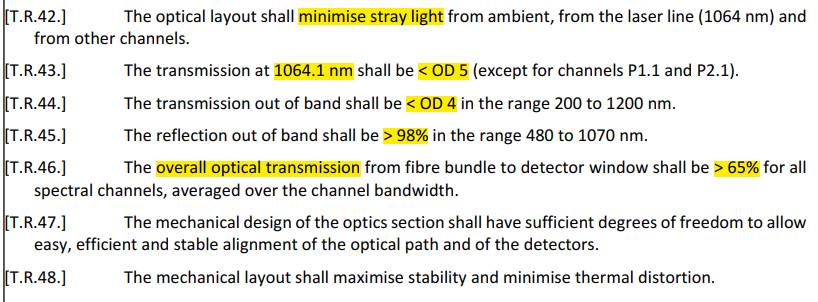 [T.R.42.] The optical layout shall minimise stray light from ambient, from the laser line (1064 nm) and
from other channels.
[T.R.43.] The transmission at 1064.1 nm shall be < OD 5 (except for channels P1.1 and P2.1).
[T.R.44.] The transmission out of band shall be < OD 4 in the range 200 to 1200 nm.
[T.R.45.] The reflection out of band shall be > 98% in the range 480 to 1070 nm.
[T.R.46.] The overall optical transmission from fibre bundle to detector window shall be > 65% for all
spectral channels, averaged over the channel bandwidth.
[T.R.47.] The mechanical design of the optics section shall have sufficient degrees of freedom to allow
easy, efficient and stable alignment of the optical path and of the detectors.
[T.R.48.] The mechanical layout shall maximise stability and minimise thermal distortion.